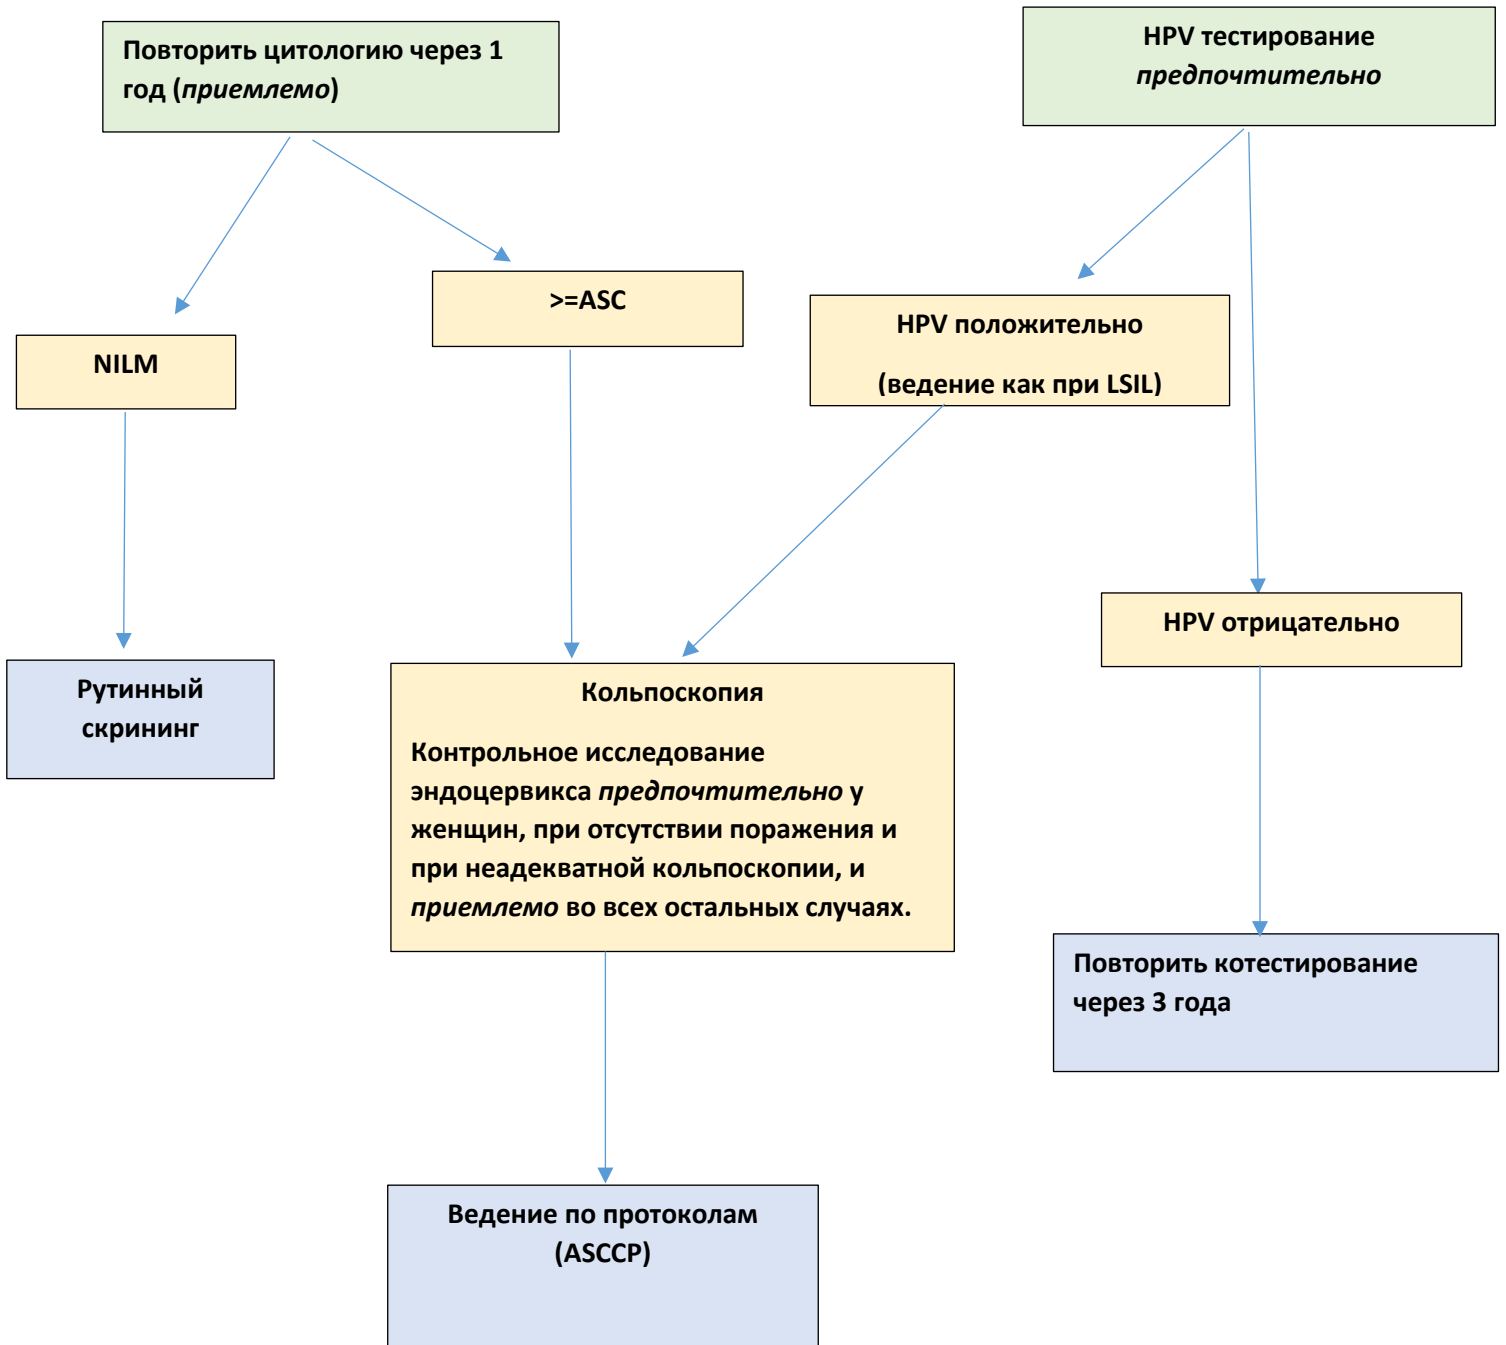 Повторить цитологию через 1
год (приемлемо)
HPV тестирование
предпочтительно
>=ASC
HPV положительно
(ведение как при LSIL)
NILM
HPV отрицательно
Рутинный
скрининг
Кольпоскопия
Контрольное исследование
эндоцервикса предпочтительно у
женщин, при отсутствии поражения и
при неадекватной кольпоскопии, и
приемлемо во всех остальных случаях.
Повторить котестирование
через 3 года
Ведение по протоколам
(ASCCP)